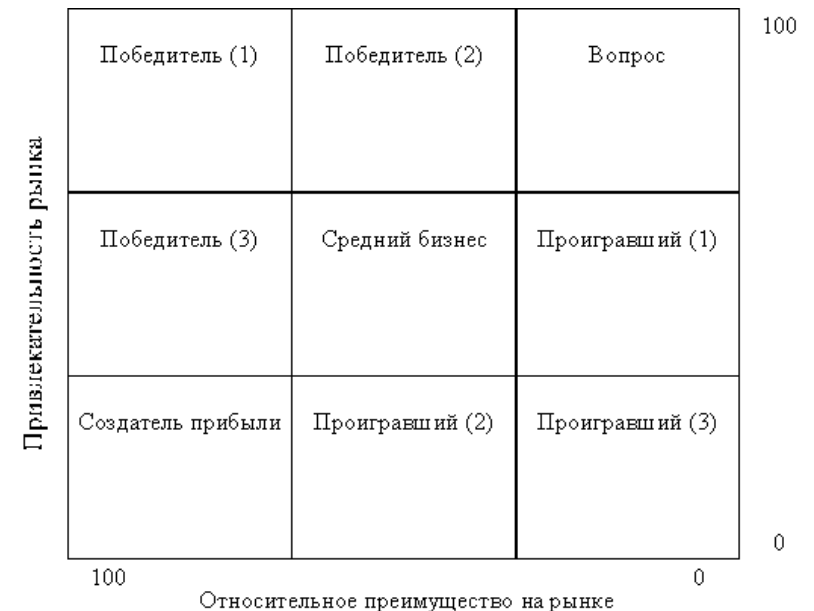 100
Победитель (1) Победитель (2) Вопрос
Привлекательность рынка
Победитель (3) Средний бизнес Проигравший (1)
Создатель прибыли Проигравший (2) Проигравший (3)
0
100 0
Относительное преимущество на рынке